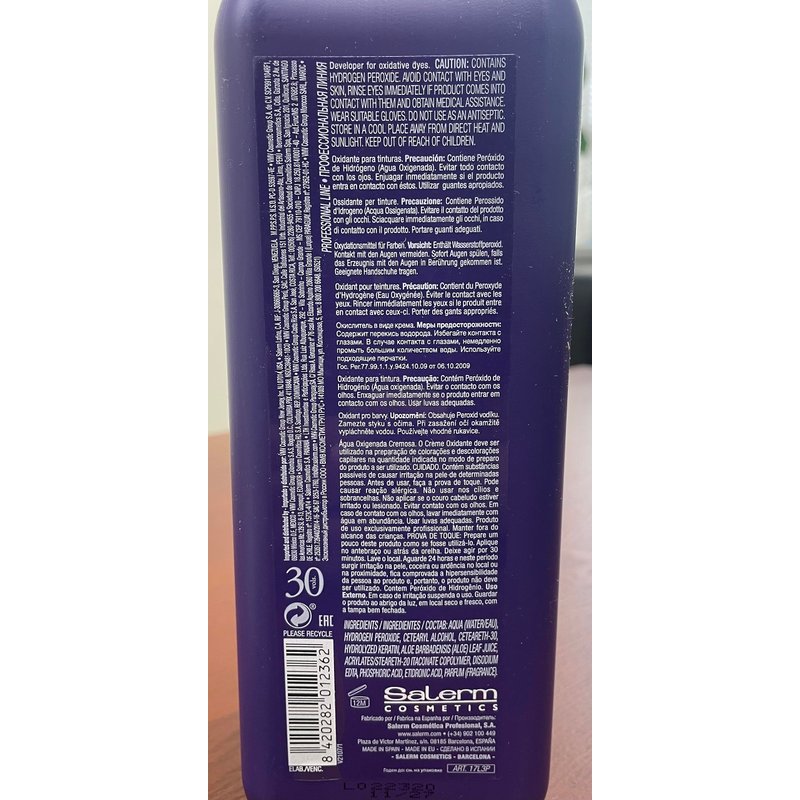 Developer for oxidative dyes. CAUTION: CONTAINS
HYDROGEN PEROXIDE. AVOID CONTACT WITH EYES AND
SKIN, RINSE EYES IMMEDIATELY IF PRODUCT COMES INTO
CONTACT WITH THEM AND OBTAIN MEDICAL ASSISTANCE.
WEAR SUITABLE GLOVES. DO NOT USE AS AN ANTISEPTIC.
STORE IN A COOL PLACE AWAY FROM DIRECT HEAT AND
SUNLIGHT. KEEP OUT OF REACH OF CHILDREN.
Oxidante para tinturas. Precaución: Contiene Peróxido
de Hidrógeno (Agua Oxigenada). Evitar todo contacto
con los ojos. Enjuagar inmediatamente si el producto
entra en contacto con éstos. Utilizar guantes apropiados.
Ossidante per tinture. Precauzione: Contiene Perossido
d'Idrogeno (Acqua Ossigenata). Evitare il contatto del prodotto
con gli occhi. Sciacquare immediatamente gli occhi, in caso
di contatto con il prodotto. Portare guanti adeguati.
Oxydationsmittel für Farben. Vorsicht: Enthält Wasserstoffperoxid.
Kontakt mit den Augen vermeiden. Sofort Augen spülen, falls
das Erzeugnis mit den Augen in Berührung gekommen ist.
Geeignete Handschuhe tragen.
Oxidant pour teintures. Précaution: Contient du Peroxyde
d'Hydrogène (Eau Oxygénée). Éviter le contact avec les yeux.
Rincer immédiatement les yeux si le produit entre
en contact avec ceux-ci. Porter des gants appropriés.
Окислитель в виде крема. Меры предосторожности:
Содержит перекись водорода. Избегайте контакта с
глазами. В случае контакта с глазами, немедленно
промыть большим количеством воды. Используйте
подходящие перчатки.
Гос. Рег.77.99.1.1.у.9424.10.09 от 06.10.2009
Oxidante para tintura. Precaução: Contém Peróxido de
Hidrogénio (Água oxigenada). Evitar o contacto com os
olhos. Enxaguar imediatamente se o produto entrar em
contacto com os olhos. Usar luvas adequadas.
Oxidant pro barvy. Upozornění: Obsahuje Peroxid vodíku.
Zamezte styku s očima. Při zasažení očí okamžitě
vypláchněte vodou. Používejte vhodné rukavice.
Água Oxigenada Cremosa. O Crème Oxidante deve ser
utilizado na preparação de colorações e descolorações
capilares na quantidade indicada no modo de preparo
do produto a ser utilizado. CUIDADO. Contém substâncias
passíveis de causar irritação na pele de determinadas
pessoas. Antes de usar, faça a prova de toque. Pode
causar reação alérgica. Não usar nos cílios e
sobrancelhas. Não aplicar se o couro cabeludo estiver
irritado ou lesionado. Evitar contato com os olhos. Em
caso de contato com os olhos, lavar imediatamente com
água em abundância. Usar luvas adequadas. Produto
de uso exclusivamente profissional. Manter fora do
alcance das crianças. PROVA DE TOQUE: Prepare um
pouco deste produto como se fosse utilizá-lo. Aplique
no antebraço ou atrás da orelha. Deixe agir por 30
minutos. Lave o local. Aguarde 24 horas e neste período
surgir irritação na pele, coceira ou ardência no local ou
na proximidade, fica comprovada a hipersensibilidade
da pessoa ao produto e, portanto, o produto não deve
ser utilizado. Contem Peróxido de Hidrogênio. Uso
Externo. Em caso de irritação suspenda o uso. Guardar
o produto ao abrigo da luz, em local seco e fresco, com
a tampa bem fechada.
INGREDIENTS / INGREDIENTES / СОСТАВ: AQUA (WATER/EAU),
HYDROGEN PEROXIDE, CETEARYL ALCOHOL, CETEARETH-30,
HYDROLYZED KERATIN, ALOE BARBADENSIS (ALOE) LEAF JUICE,
ACRYLATES/STEARETH-20 ITACONATE COPOLYMER, DISODIUM
EDTA, PHOSPHORIC ACID, ETIDRONIC ACID, PARFUM (FRAGRANCE).
12M
Salerm
COSMETICS
Fabricado por / Fabrica na Espanha por / Производитель:
Salerm Cosmética Profesional, S.A.
www.salerm.com • (+34) 902 100 449
Plaza de Victor Martínez, s/n. 08185 Barcelona, España
MADE IN SPAIN - MADE IN EU - СДЕЛАНО В ИСПАНИИ
- SALERM COSMETICS - BARCELONA -
Годен до: см. на упаковке
ART. 17L3P
PROFESSIONAL LINE • ПРОФЕССИОНАЛЬНАЯ ЛИНИЯ
30
vols.
EAC
PLEASE RECYCLE
8 420282 012362
V210071
ELAB./VENC.
LO 22320
11/27